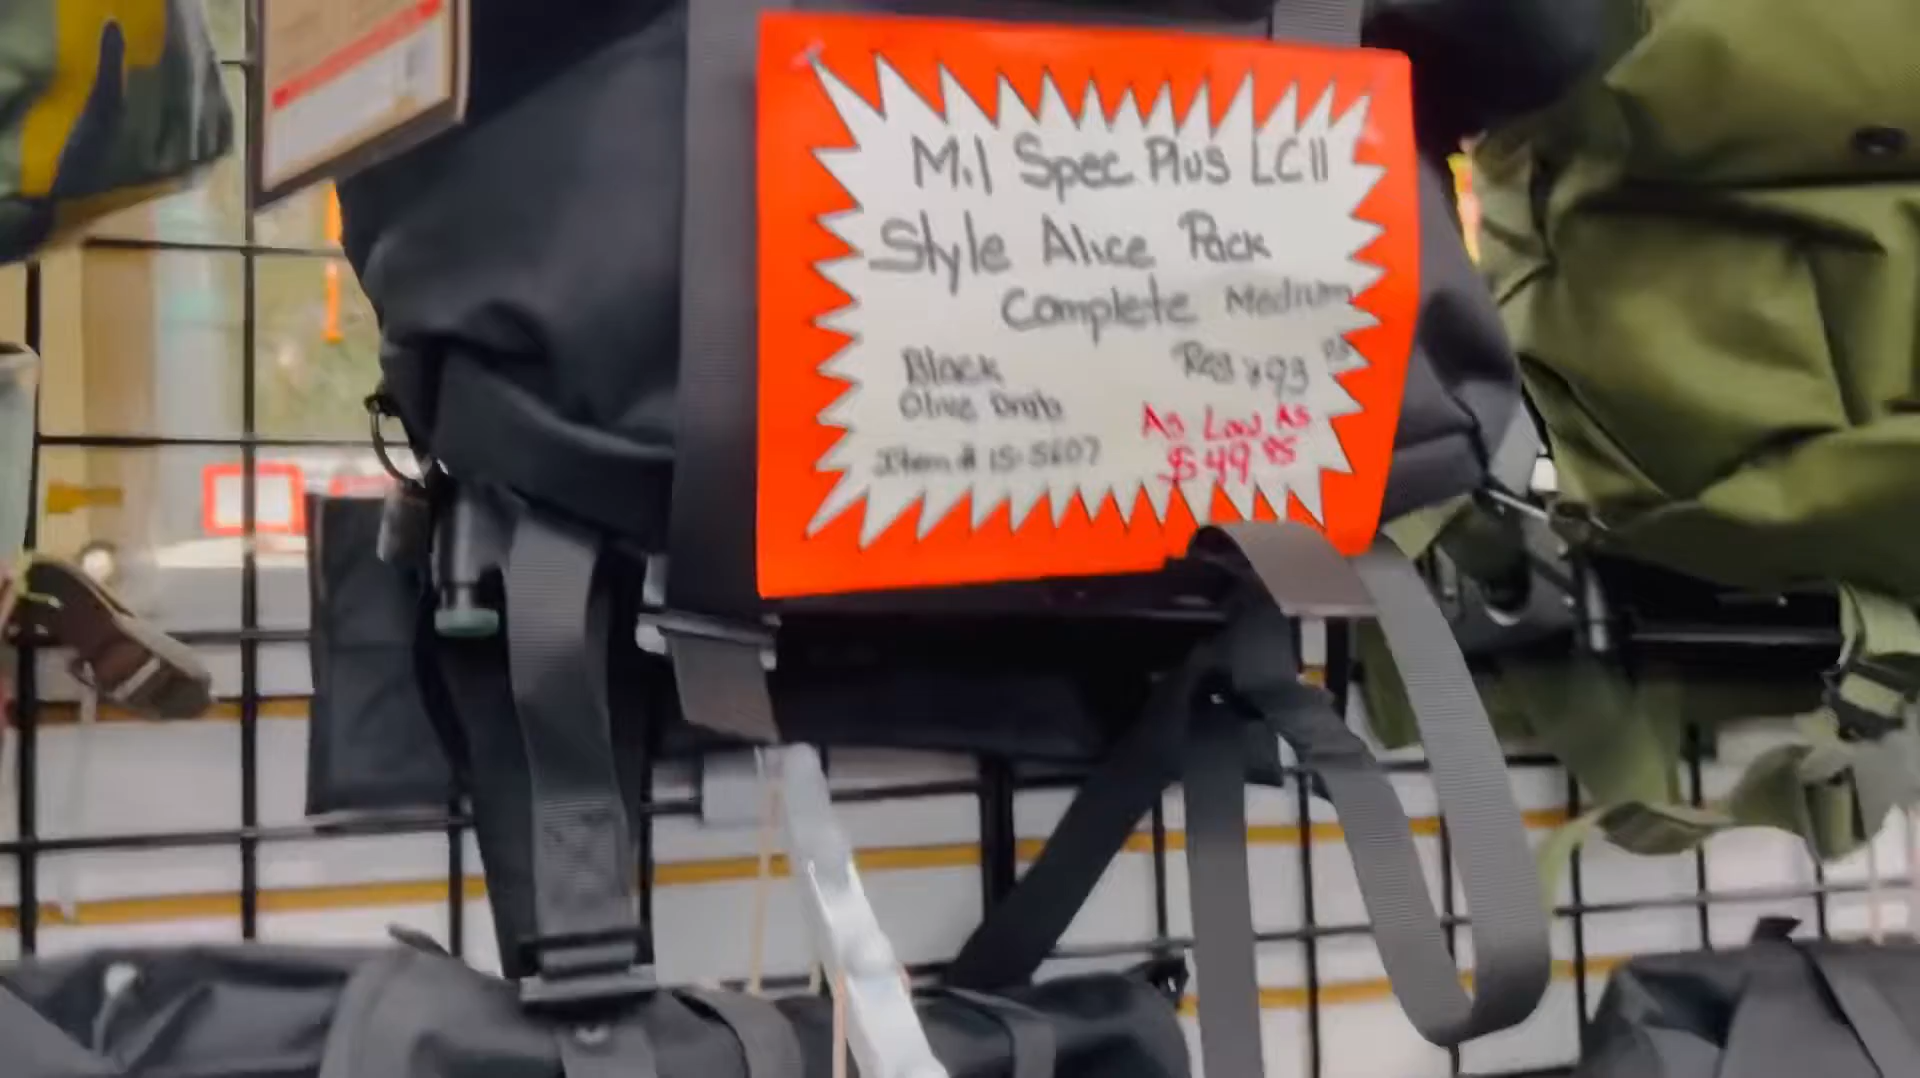 Mil Spec Plus LC II
Style Alice Pack
Complete Medium
Black
Reg $93
Olive Drab
As Low As
Item # 15-5607
$49 95